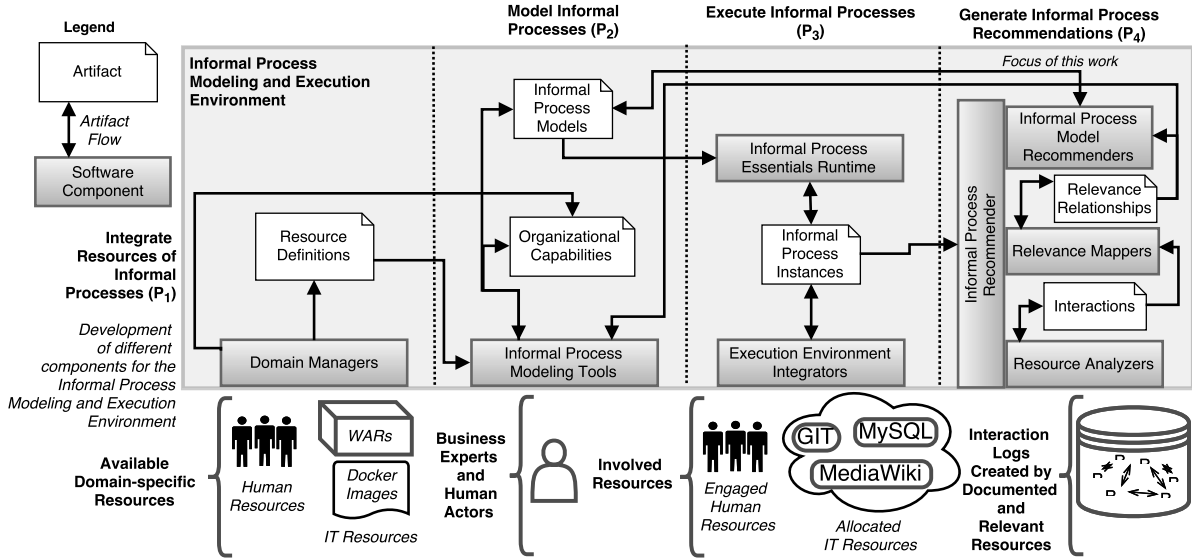 Legend
Artifact
Artifact
Flow
Software
Component
Integrate
Resources of
Informal
Processes (P1)
Development
of different
components for the
Informal Process
Modeling and Execution
Environment
Model Informal
Processes (P2)
Execute Informal Processes
(P3)
Generate Informal Process
Recommendations (P4)
Informal Process
Modeling and Execution
Environment
Focus of this work
Informal
Process
Models
Informal Process
Essentials Runtime
Informal Process
Model
Recommenders
Resource
Definitions
Organizational
Capabilities
Informal
Process
Instances
Informal Process
Recommender
Relevance
Relationships
Relevance Mappers
Interactions
Domain Managers
Informal Process
Modeling Tools
Execution Environment
Integrators
Resource Analyzers
Available
Domain-specific
Resources
Human
Resources
WARs
Docker
Images
IT Resources
Business
Experts
and
Human
Actors
Involved
Resources
Engaged
Human
Resources
GIT
MySQL
MediaWiki
Allocated
IT Resources
Interaction
Logs
Created by
Documented
and
Relevant
Resources